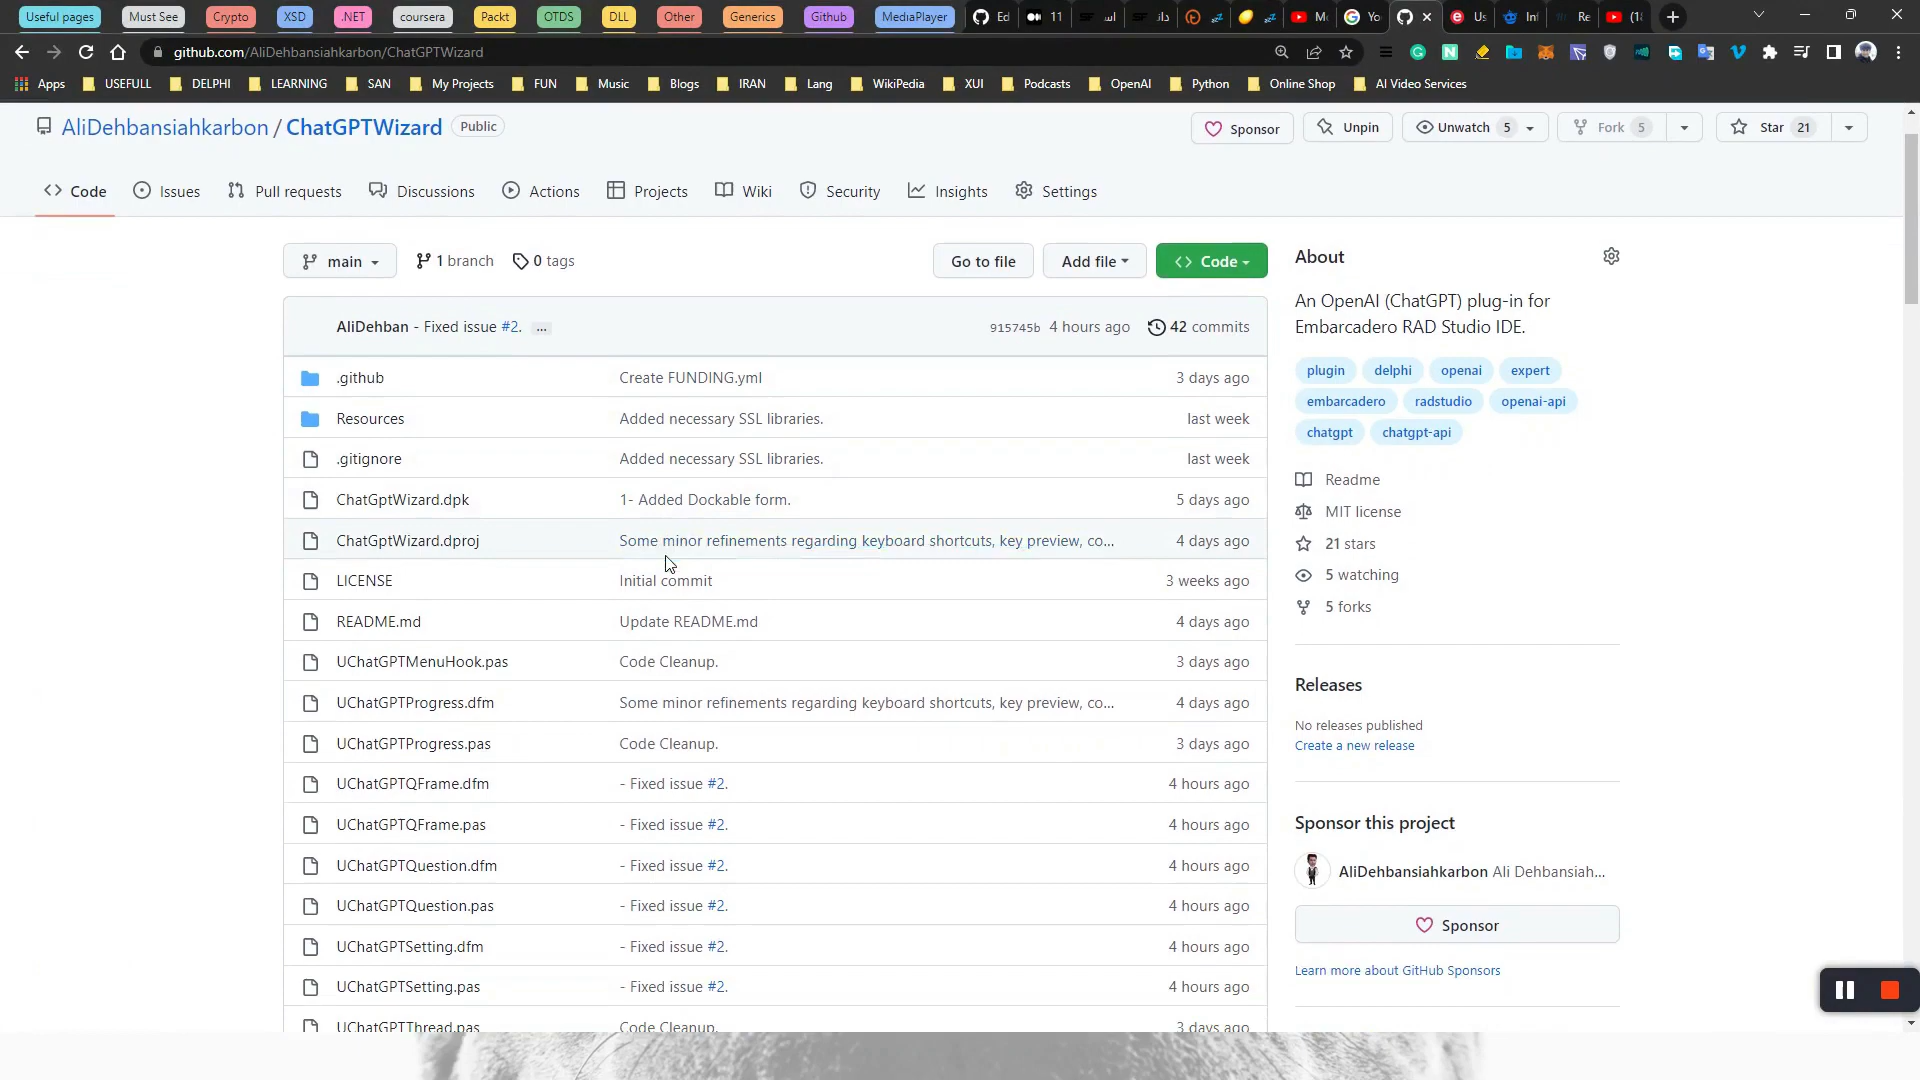 Useful pages Must See Crypto XSD .NET coursera Packt OTDS DLL Other Generics Github MediaPlayer Ed 11 Yo Us In Re
github.com/AliDehbansiahkarbon/ChatGPTWizard
Apps USEFULL DELPHI LEARNING SAN My Projects FUN Music Blogs IRAN Lang WikiPedia XUI Podcasts OpenAI Python Online Shop AI Video Services
AliDehbansiahkarbon / ChatGPTWizard Public
Sponsor Unpin Unwatch 5 Fork 5 Star 21
Code Issues Pull requests Discussions Actions Projects Wiki Security Insights Settings
main 1 branch 0 tags Go to file Add file Code
AliDehban - Fixed issue #2. ... 915745b 4 hours ago 42 commits
.github Create FUNDING.yml 3 days ago
Resources Added necessary SSL libraries. last week
.gitignore Added necessary SSL libraries. last week
ChatGptWizard.dpk 1- Added Dockable form. 5 days ago
ChatGptWizard.dproj Some minor refinements regarding keyboard shortcuts, key preview, co... 4 days ago
LICENSE Initial commit 3 weeks ago
README.md Update README.md 4 days ago
UChatGPTMenuHook.pas Code Cleanup. 3 days ago
UChatGPTProgress.dfm Some minor refinements regarding keyboard shortcuts, key preview, co... 4 days ago
UChatGPTProgress.pas Code Cleanup. 3 days ago
UChatGPTQFrame.dfm - Fixed issue #2. 4 hours ago
UChatGPTQFrame.pas - Fixed issue #2. 4 hours ago
UChatGPTQuestion.dfm - Fixed issue #2. 4 hours ago
UChatGPTQuestion.pas - Fixed issue #2. 4 hours ago
UChatGPTSetting.dfm - Fixed issue #2. 4 hours ago
UChatGPTSetting.pas - Fixed issue #2. 4 hours ago
UChatGPTThread.pas Code Cleanup. 3 days ago
About
An OpenAI (ChatGPT) plug-in for
Embarcadero RAD Studio IDE.
plugin delphi openai expert
embarcadero radstudio openai-api
chatgpt chatgpt-api
Readme
MIT license
21 stars
5 watching
5 forks
Releases
No releases published
Create a new release
Sponsor this project
AliDehbansiahkarbon Ali Dehbansiah...
Sponsor
Learn more about GitHub Sponsors